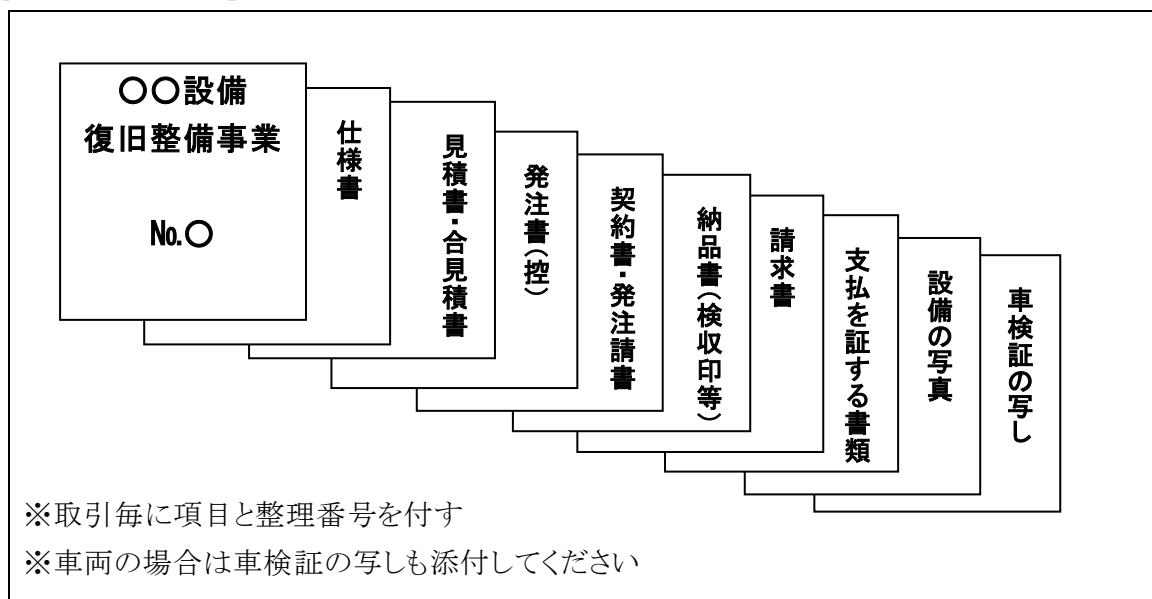 〇〇設備
復旧整備事業
№〇
仕様書
見積書・合見積書
発注書(控)
契約書・発注請書
納品書(検収印等)
請求書
支払を証する書類
設備の写真
車検証の写し
※取引毎に項目と整理番号を付す
※車両の場合は車検証の写しも添付してください